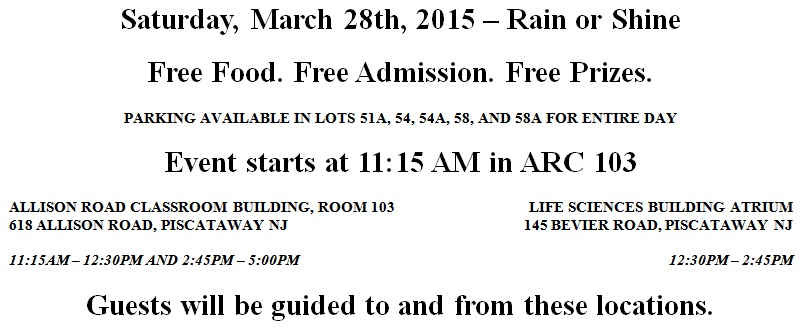 Saturday, March 28th, 2015 – Rain or Shine
Free Food. Free Admission. Free Prizes.
PARKING AVAILABLE IN LOTS 51A, 54, 54A, 58, AND 58A FOR ENTIRE DAY
Event starts at 11:15 AM in ARC 103
ALLISON ROAD CLASSROOM BUILDING, ROOM 103 LIFE SCIENCES BUILDING ATRIUM
618 ALLISON ROAD, PISCATAWAY NJ 145 BEVIER ROAD, PISCATAWAY NJ
11:15AM – 12:30PM AND 2:45PM – 5:00PM 12:30PM – 2:45PM
Guests will be guided to and from these locations.